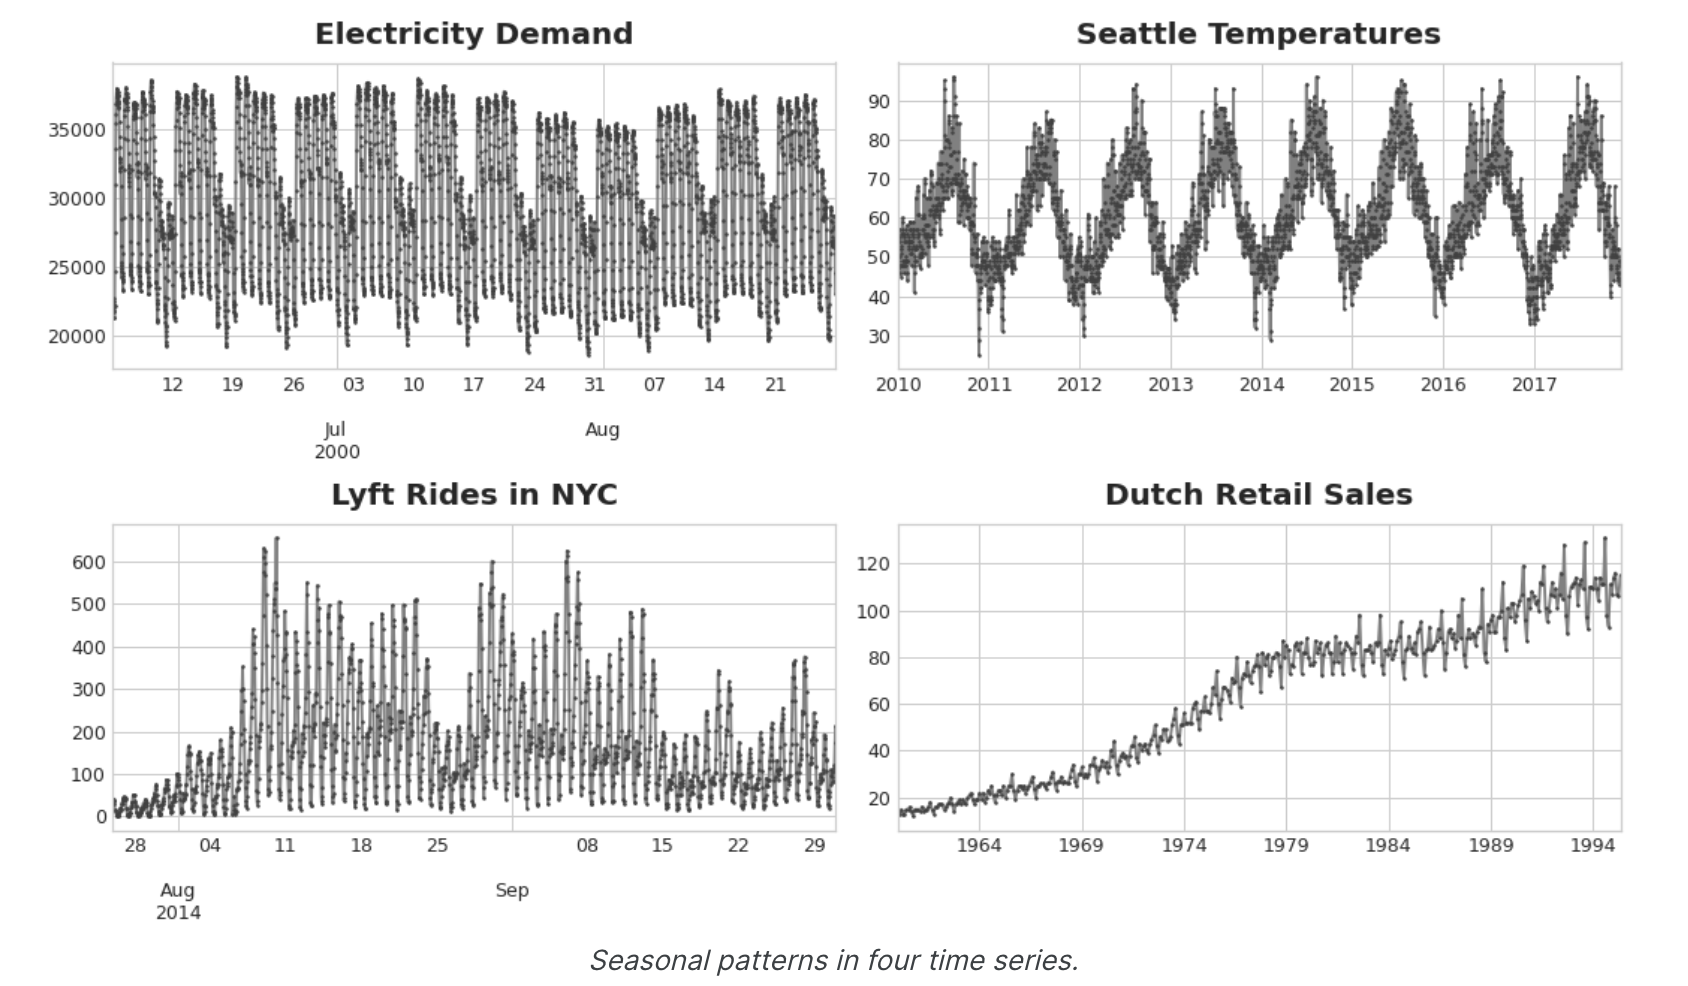 Electricity Demand
35000
30000
25000
20000
12 19 26 03 10 17 24 31 07 14 21
Jul Aug
2000
Seattle Temperatures
90
80
70
60
50
40
30
2010 2011 2012 2013 2014 2015 2016 2017
Lyft Rides in NYC
600
500
400
300
200
100
0
28 04 11 18 25 08 15 22 29
Aug Sep
2014
Dutch Retail Sales
120
100
80
60
40
20
1964 1969 1974 1979 1984 1989 1994
Seasonal patterns in four time series.